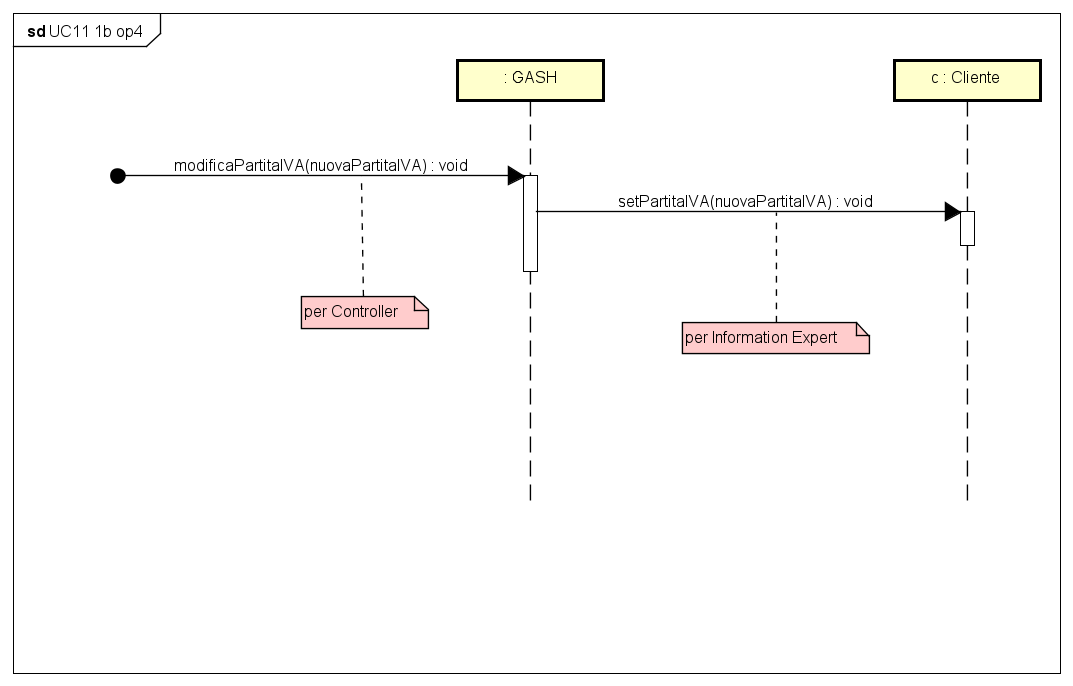 sd UC11 1b op4
: GASH
c : Cliente
modificaPartitaIVA(nuovaPartitaIVA) : void
setPartitaIVA(nuovaPartitaIVA) : void
per Controller
per Information Expert